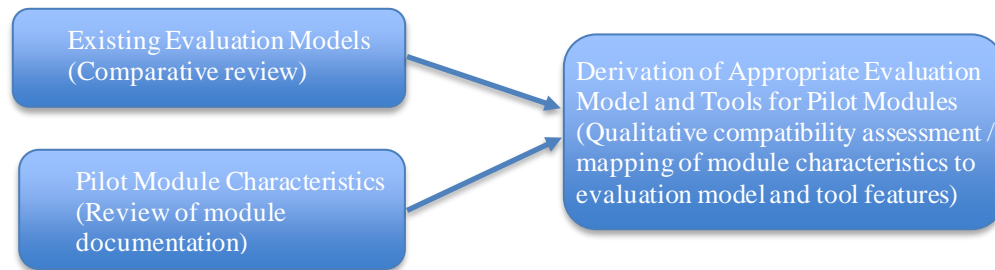 Existing Evaluation Models
(Comparative review)
Pilot Module Characteristics
(Review of module
documentation)
Derivation of Appropriate Evaluation
Model and Tools for Pilot Modules
(Qualitative compatibility assessment /
mapping of module characteristics to
evaluation model and tool features)